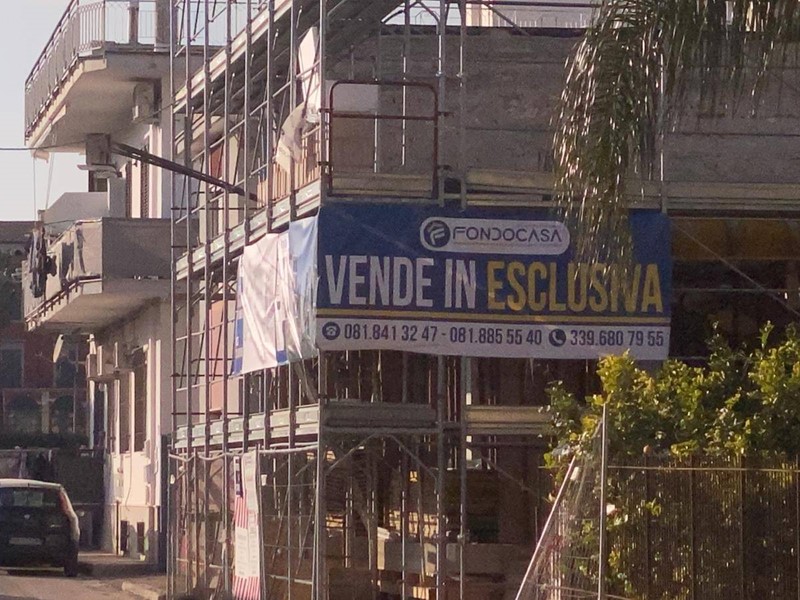 FONDOCASA
VENDE IN ESCLUSIVA
081.841 32 47 - 081.885 55 40 339.680 79 55